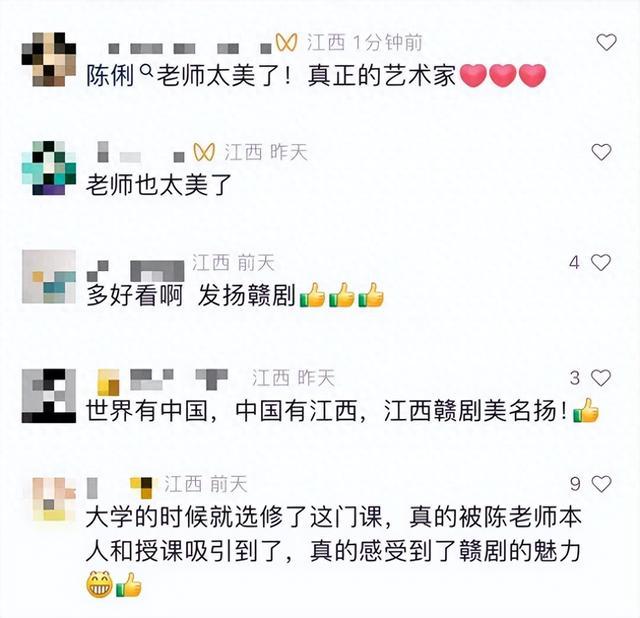 江西 1分钟前
陈俐老师太美了！真正的艺术家❤❤❤
江西 昨天
老师也太美了
江西 前天 4
多好看啊 发扬赣剧👍👍👍
江西 昨天 3
世界有中国，中国有江西，江西赣剧美名扬！👍
江西 前天 9
大学的时候就选修了这门课，真的被陈老师本
人和授课吸引到了，真的感受到了赣剧的魅力
😁👍